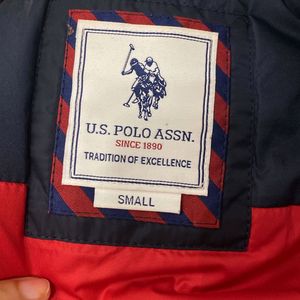 U.S. POLO ASSN.
SINCE 1890
TRADITION OF EXCELLENCE
SMALL